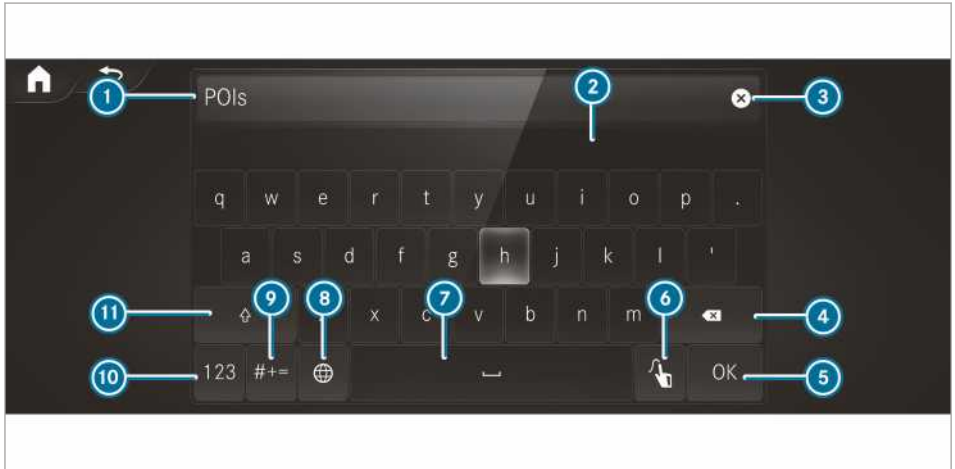 1 POIs 2 3
q w e r t y u i o p .
a s d f g h j k l '
11 9 8 x c v 7 b n m 6 4
10 123 #+= OK 5